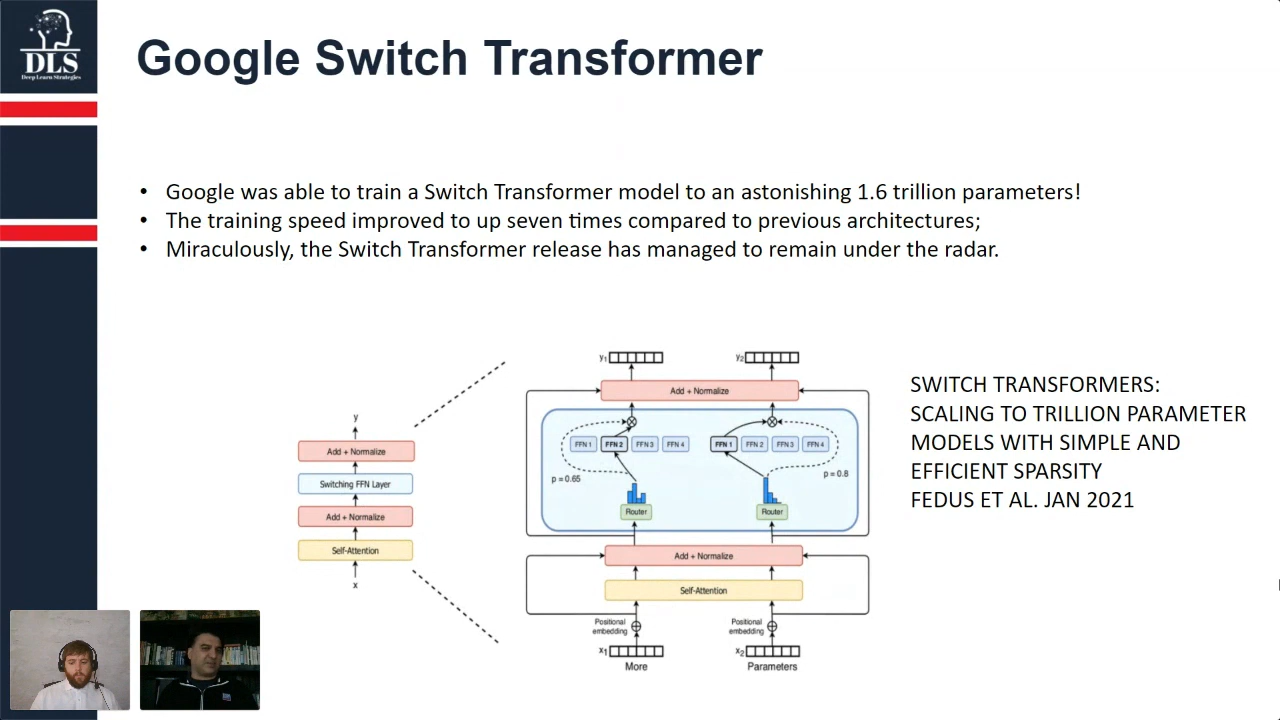 DLS
Deep Learn Strategies
Google Switch Transformer
• Google was able to train a Switch Transformer model to an astonishing 1.6 trillion parameters!
• The training speed improved to up seven times compared to previous architectures;
• Miraculously, the Switch Transformer release has managed to remain under the radar.
y
Add + Normalize
Switching FFN Layer
Add + Normalize
Self-Attention
x
y₁ y₂
Add + Normalize
FFN 1 FFN 2 FFN 3 FFN 4 FFN 1 FFN 2 FFN 3 FFN 4
p = 0.65 p = 0.8
Router Router
Add + Normalize
Self-Attention
Positional embedding Positional embedding
x₁ x₂
More Parameters
SWITCH TRANSFORMERS:
SCALING TO TRILLION PARAMETER
MODELS WITH SIMPLE AND
EFFICIENT SPARSITY
FEDUS ET AL. JAN 2021